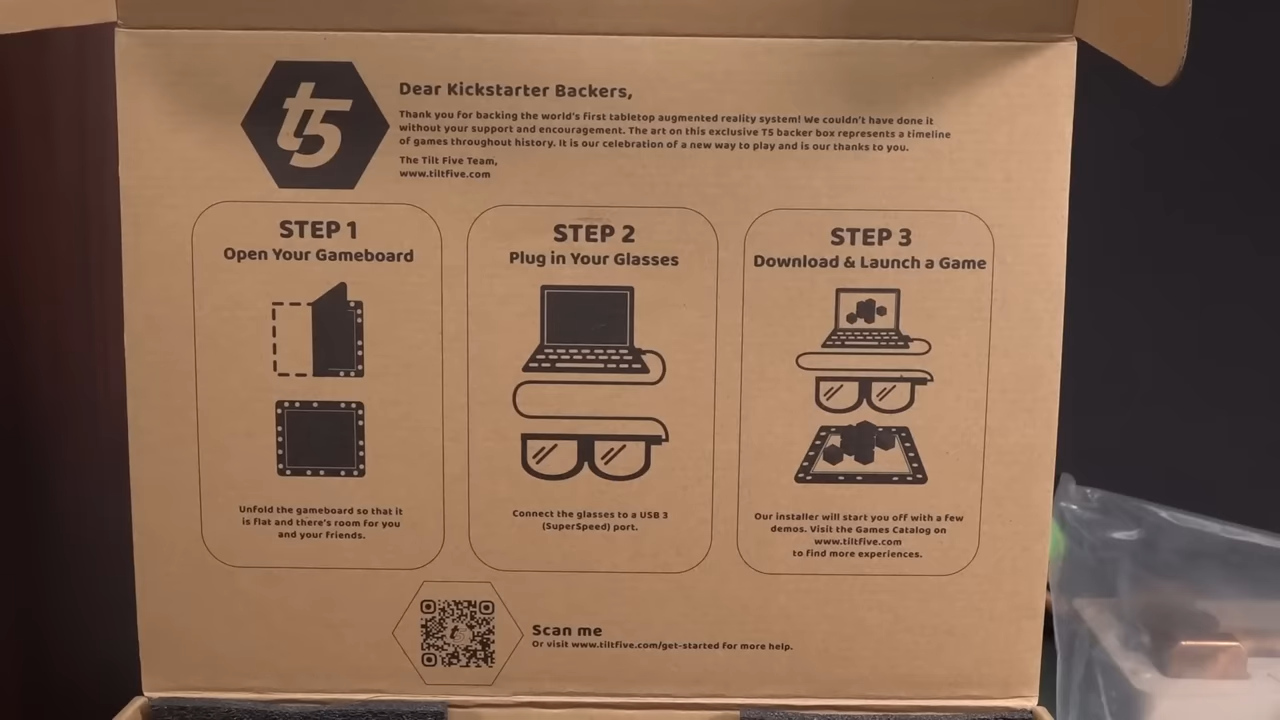 t5
Dear Kickstarter Backers,
Thank you for backing the world's first tabletop augmented reality system! We couldn't have done it
without your support and encouragement. The art on this exclusive T5 backer box represents a timeline
of games throughout history. It is our celebration of a new way to play and is our thanks to you.
The Tilt Five Team,
www.tiltfive.com
STEP 1
Open Your Gameboard
Unfold the gameboard so that it
is flat and there's room for you
and your friends.
STEP 2
Plug in Your Glasses
Connect the glasses to a USB 3
(SuperSpeed) port.
STEP 3
Download & Launch a Game
Our installer will start you off with a few
demos. Visit the Games Catalog on
www.tiltfive.com
to find more experiences.
Scan me
Or visit www.tiltfive.com/get-started for more help.